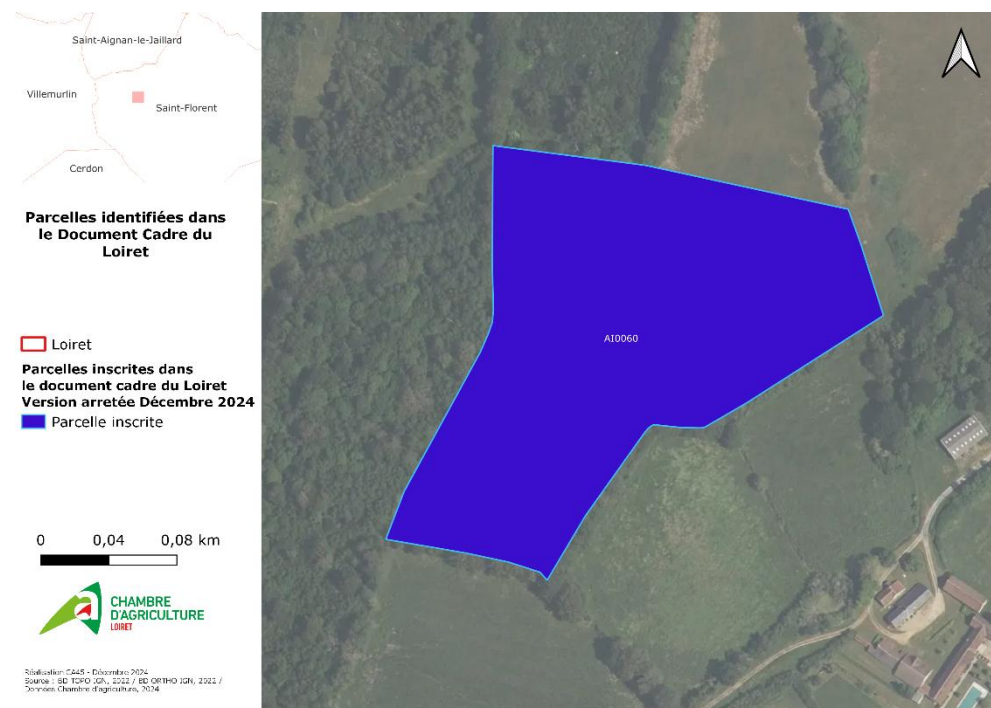 Saint-Aignan-le-Jaillard
Villemurlin
Saint-Florent
Cerdon
Parcelles identifiées dans
le Document Cadre du
Loiret
Loiret
Parcelles inscrites dans
le document cadre du Loiret
Version arretée Décembre 2024
Parcelle inscrite
0 0,04 0,08 km
CHAMBRE
D'AGRICULTURE
LOIRET
Réalisation CA45 - Décembre 2024
Source : BD TOPO IGN, 2022 / BD ORTHO IGN, 2022 /
Données Chambre d'agriculture, 2024
AI0060